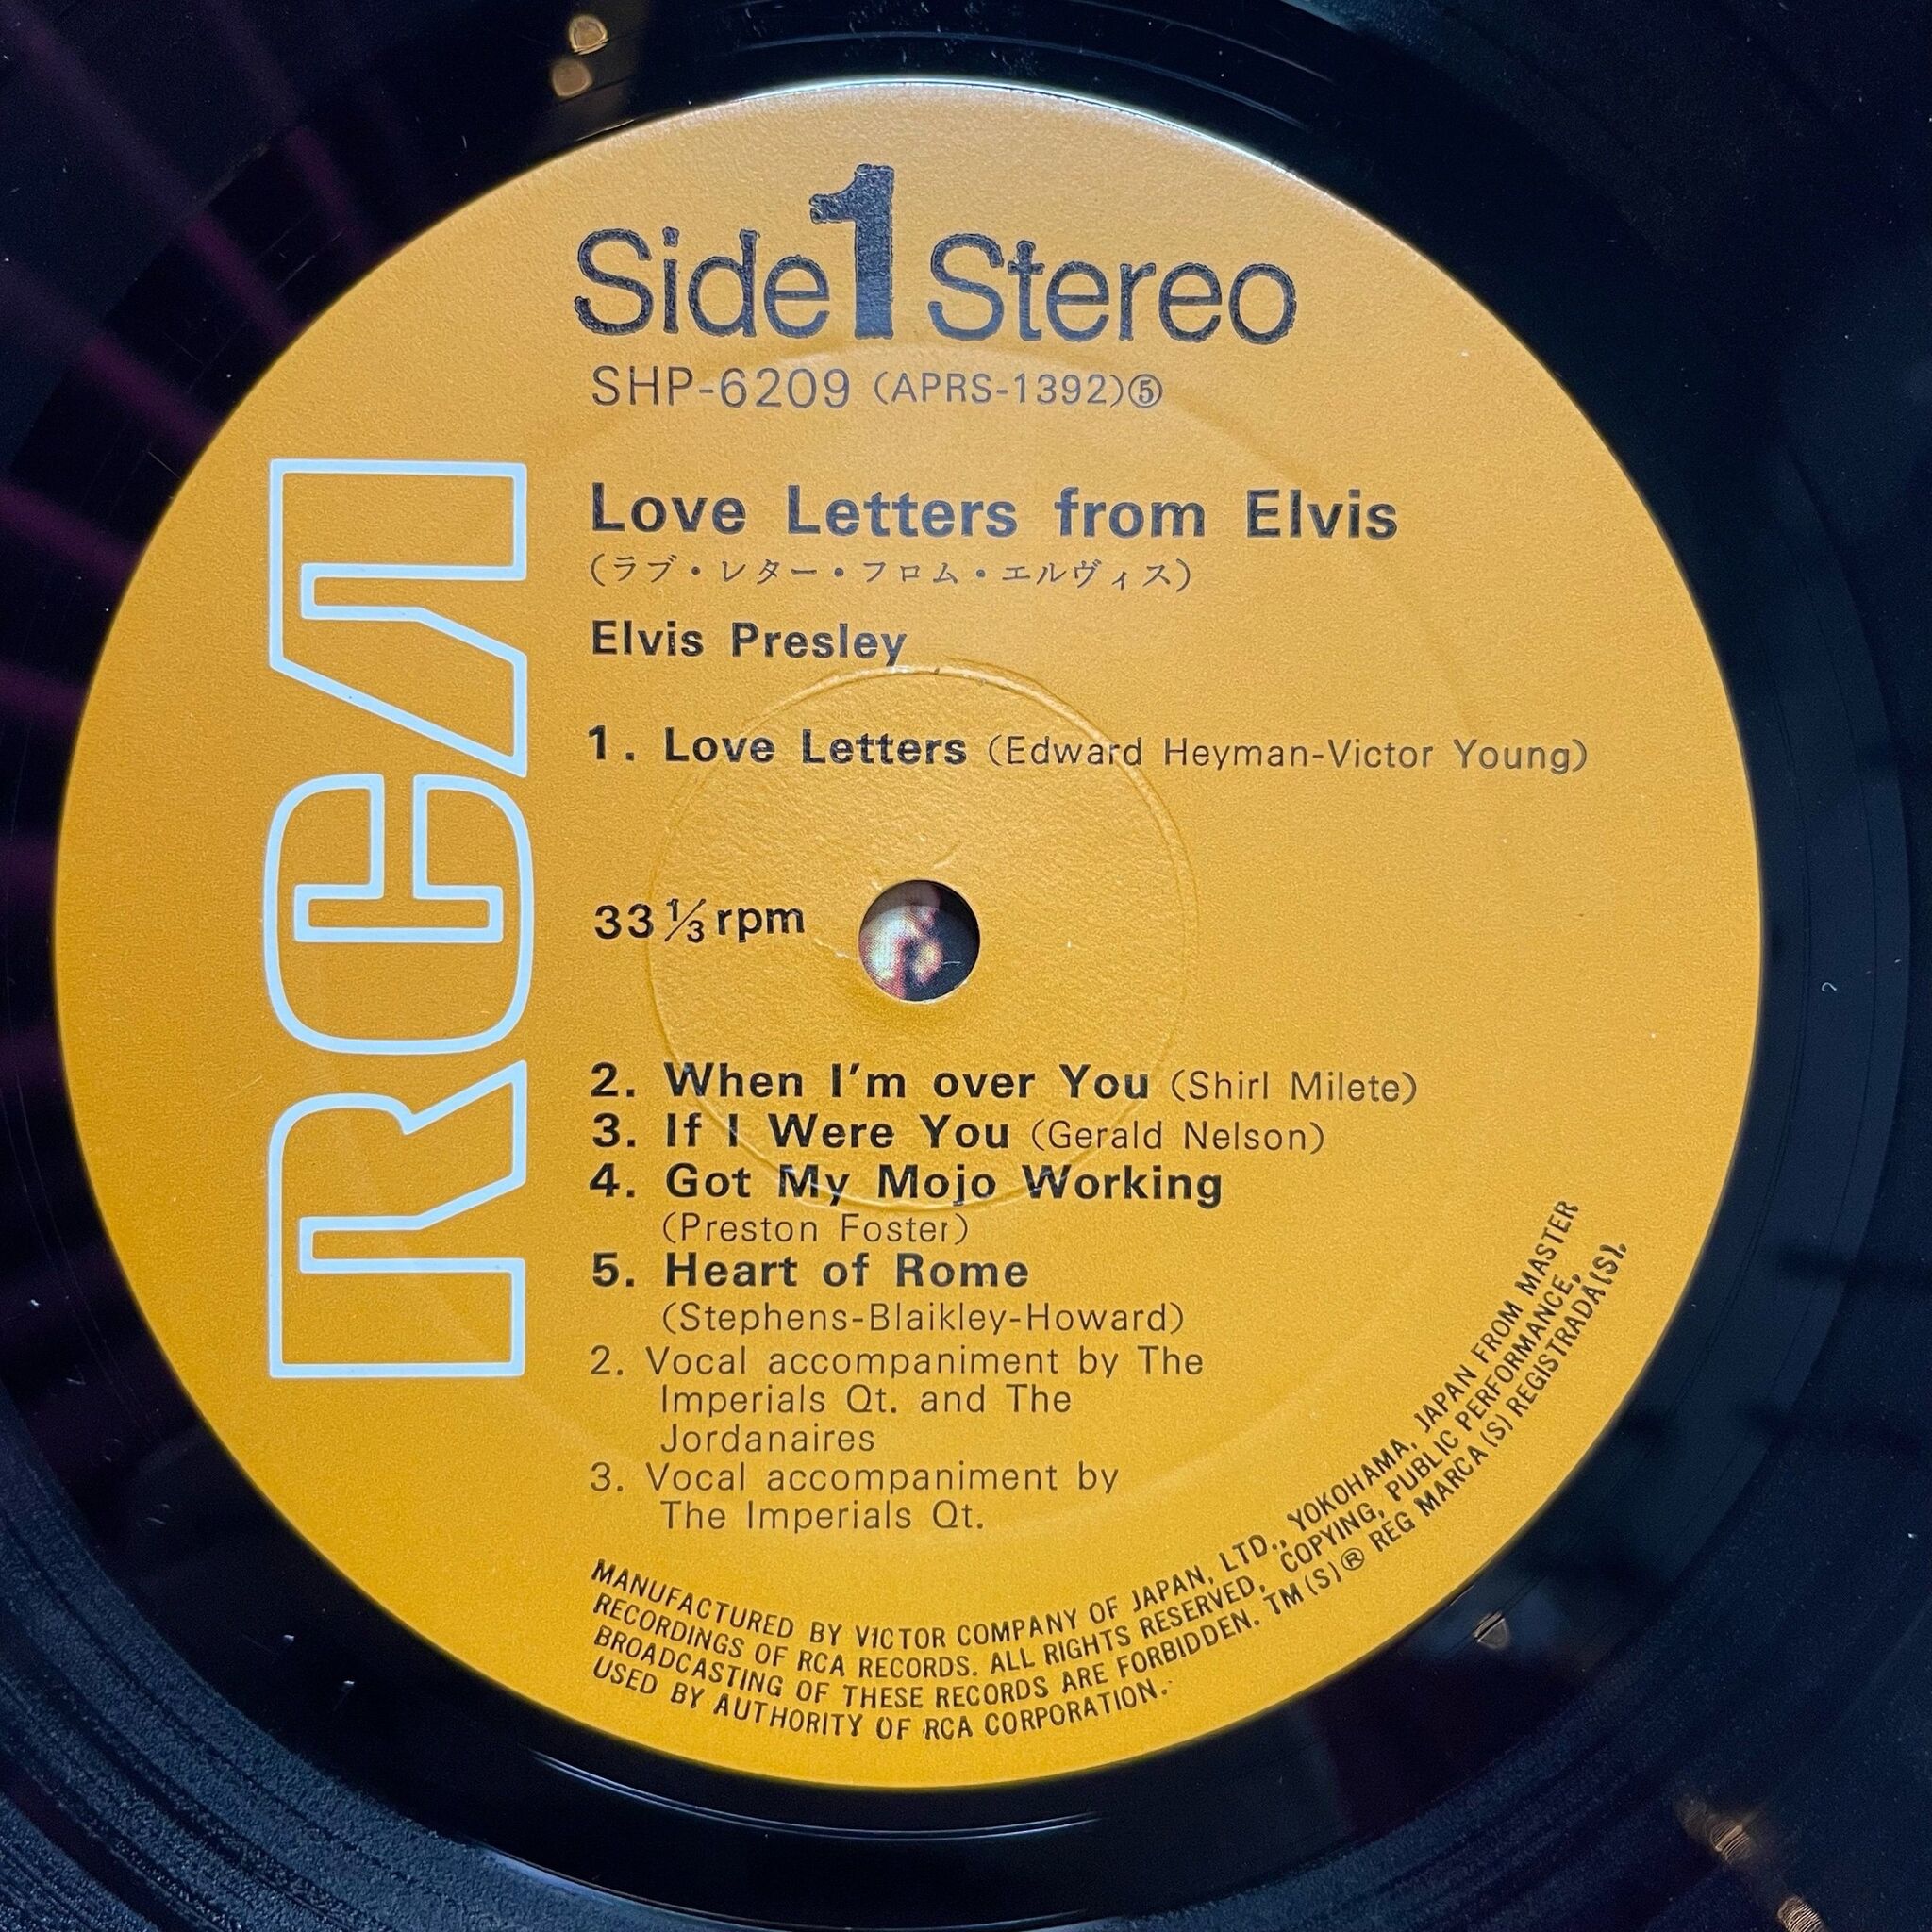 Side 1 Stereo
SHP-6209 (APRS-1392)⑤
Love Letters from Elvis
(ラブ・レター・フロム・エルヴィス)
Elvis Presley
1. Love Letters (Edward Heyman-Victor Young)
33 1/3 rpm
RCA
2. When I'm over You (Shirl Milete)
3. If I Were You (Gerald Nelson)
4. Got My Mojo Working
(Preston Foster)
5. Heart of Rome
(Stephens-Blaikley-Howard)
2. Vocal accompaniment by The
Imperials Qt. and The
Jordanaires
3. Vocal accompaniment by
The Imperials Qt.
MANUFACTURED BY VICTOR COMPANY OF JAPAN, LTD., YOKOHAMA, JAPAN FROM MASTER
RECORDINGS OF RCA RECORDS. ALL RIGHTS RESERVED, COPYING, PUBLIC PERFORMANCE,
BROADCASTING OF THESE RECORDS ARE FORBIDDEN. TM(S)® REG MARCA(S) REGISTRADA(S).
USED BY AUTHORITY OF RCA CORPORATION.